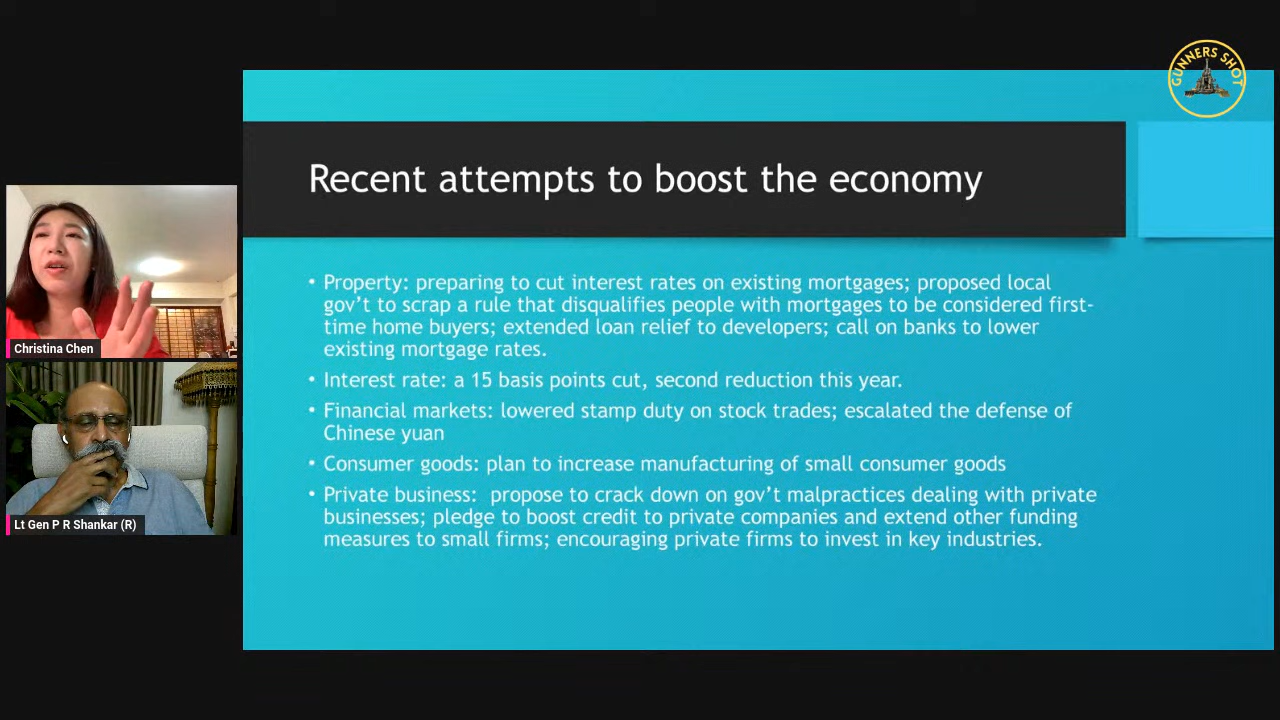 GUNNERS SHOT
Recent attempts to boost the economy
• Property: preparing to cut interest rates on existing mortgages; proposed local
gov’t to scrap a rule that disqualifies people with mortgages to be considered first-
time home buyers; extended loan relief to developers; call on banks to lower
existing mortgage rates.
• Interest rate: a 15 basis points cut, second reduction this year.
• Financial markets: lowered stamp duty on stock trades; escalated the defense of
Chinese yuan
• Consumer goods: plan to increase manufacturing of small consumer goods
• Private business:  propose to crack down on gov’t malpractices dealing with private
businesses; pledge to boost credit to private companies and extend other funding
measures to small firms; encouraging private firms to invest in key industries.
Christina Chen
Lt Gen P R Shankar (R)